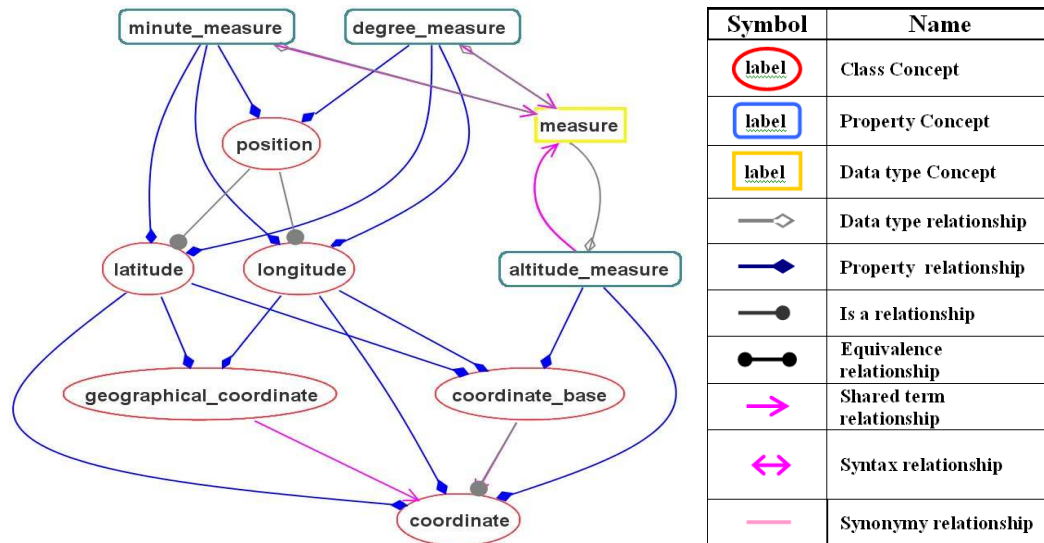 minute_measure
degree_measure
measure
position
latitude
longitude
altitude_measure
geographical_coordinate
coordinate_base
coordinate
Symbol
Name
label
Class Concept
label
Property Concept
label
Data type Concept
Data type relationship
Property relationship
Is a relationship
Equivalence
relationship
Shared term
relationship
Syntax relationship
Synonymy relationship